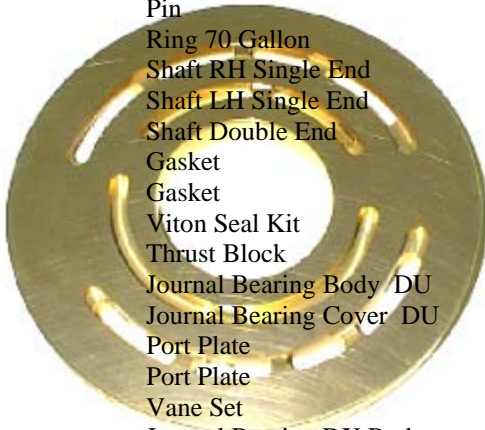 Pin
Ring 70 Gallon
Shaft RH Single End
Shaft LH Single End
Shaft Double End
Gasket
Gasket
Viton Seal Kit
Thrust Block
Journal Bearing Body DU
Journal Bearing Cover DU
Port Plate
Port Plate
Vane Set